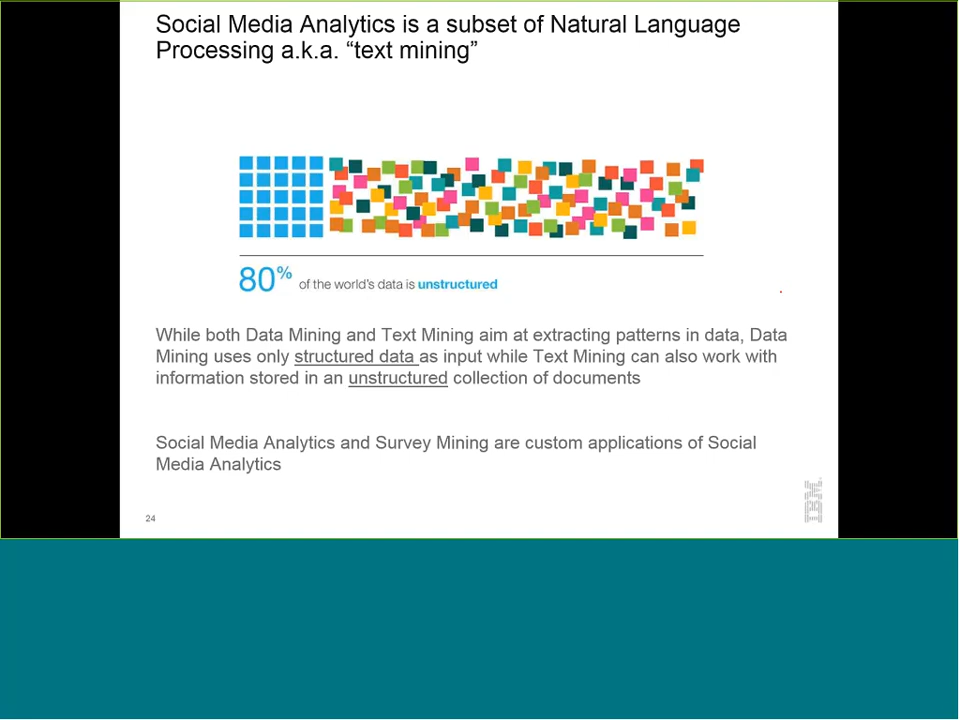 Social Media Analytics is a subset of Natural Language
Processing a.k.a. “text mining”
80% of the world's data is unstructured
While both Data Mining and Text Mining aim at extracting patterns in data, Data
Mining uses only structured data as input while Text Mining can also work with
information stored in an unstructured collection of documents
Social Media Analytics and Survey Mining are custom applications of Social
Media Analytics
24
IBM